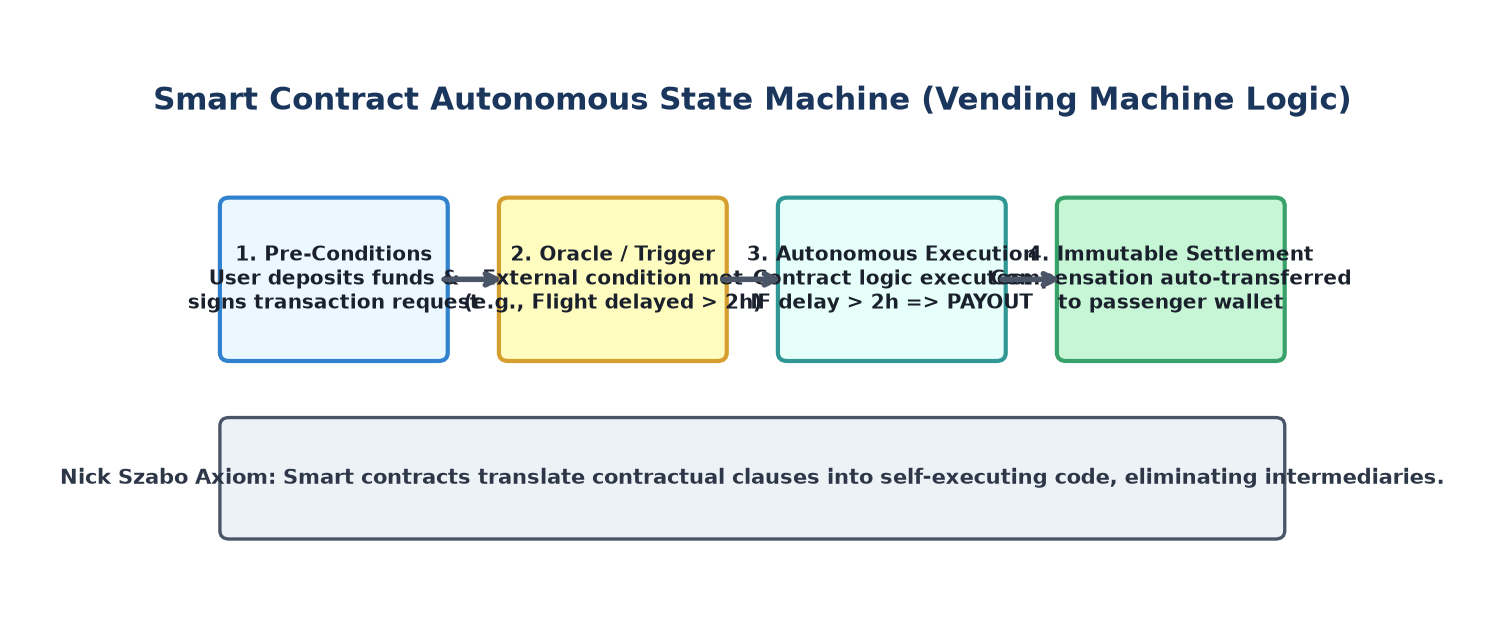 Smart Contract Autonomous State Machine (Vending Machine Logic)
1. Pre-Conditions
User deposits funds &
signs transaction request
2. Oracle / Trigger
External condition met
(e.g., Flight delayed > 2h)
3. Autonomous Execution
Contract logic executes:
IF delay > 2h => PAYOUT
4. Immutable Settlement
Compensation auto-transferred
to passenger wallet
Nick Szabo Axiom: Smart contracts translate contractual clauses into self-executing code, eliminating intermediaries.